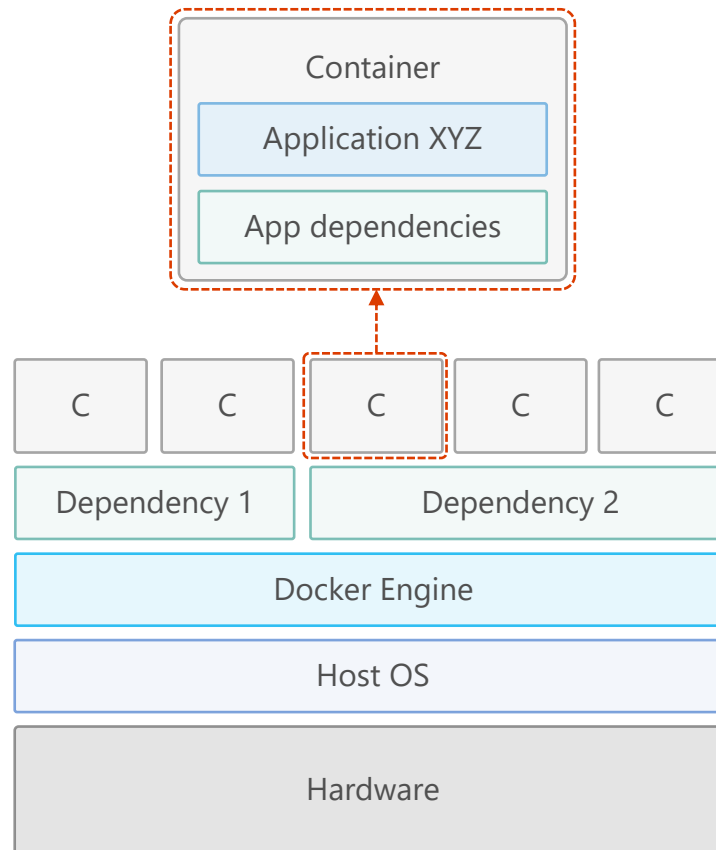 Container
Application XYZ
App dependencies
C C C C C
Dependency 1 Dependency 2
Docker Engine
Host OS
Hardware